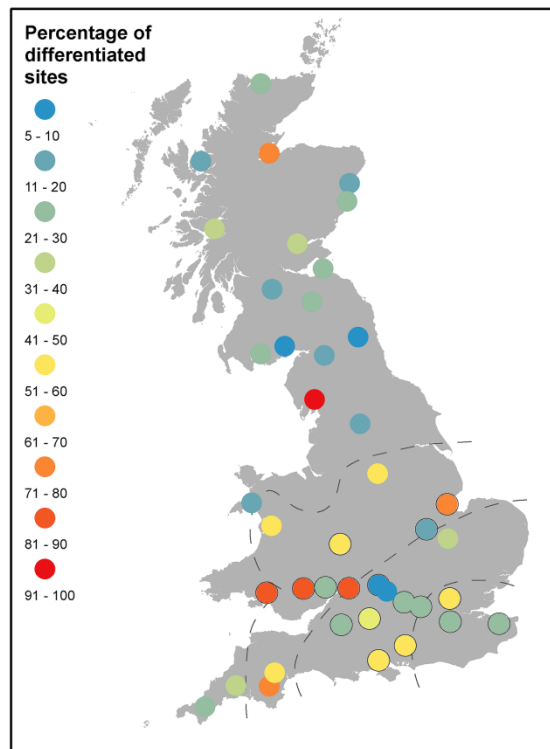 Percentage of
differentiated
sites
5 - 10
11 - 20
21 - 30
31 - 40
41 - 50
51 - 60
61 - 70
71 - 80
81 - 90
91 - 100